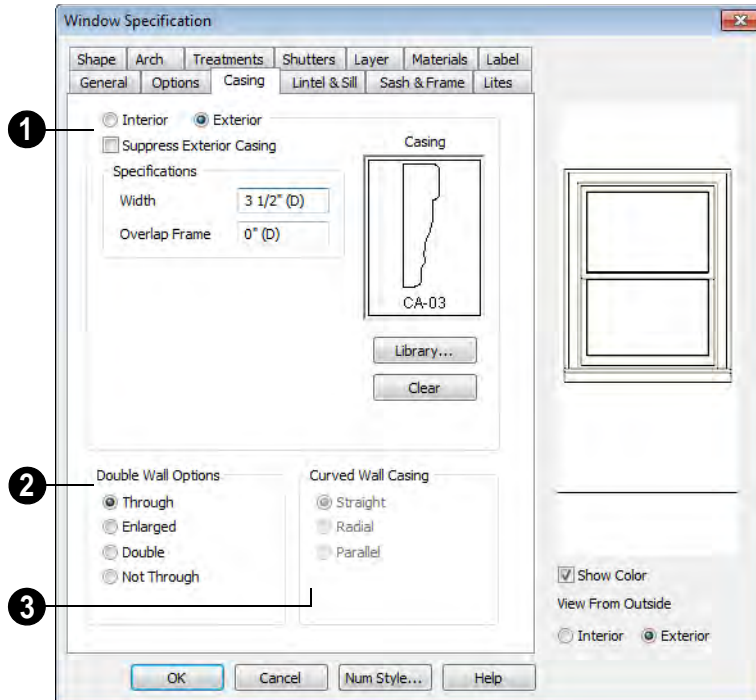 Window Specification
Shape Arch Treatments Shutters Layer Materials Label
General Options Casing Lintel & Sill Sash & Frame Lites
1
Interior Exterior
Suppress Exterior Casing
Casing
Specifications
Width 3 1/2" (D)
Overlap Frame 0" (D)
CA-03
Library...
Clear
2
Double Wall Options
Through
Enlarged
Double
Not Through
Curved Wall Casing
Straight
Radial
Parallel
3
Show Color
View From Outside
Interior Exterior
OK Cancel Num Style... Help